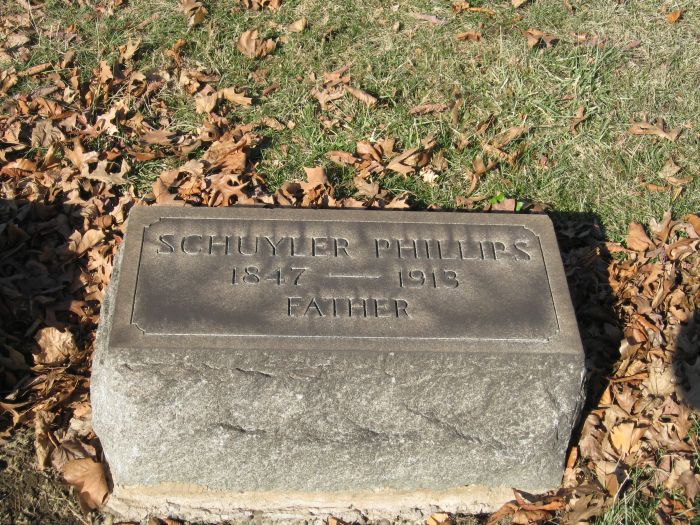 SCHUYLER PHILLIPS
1847 — 1913
FATHER